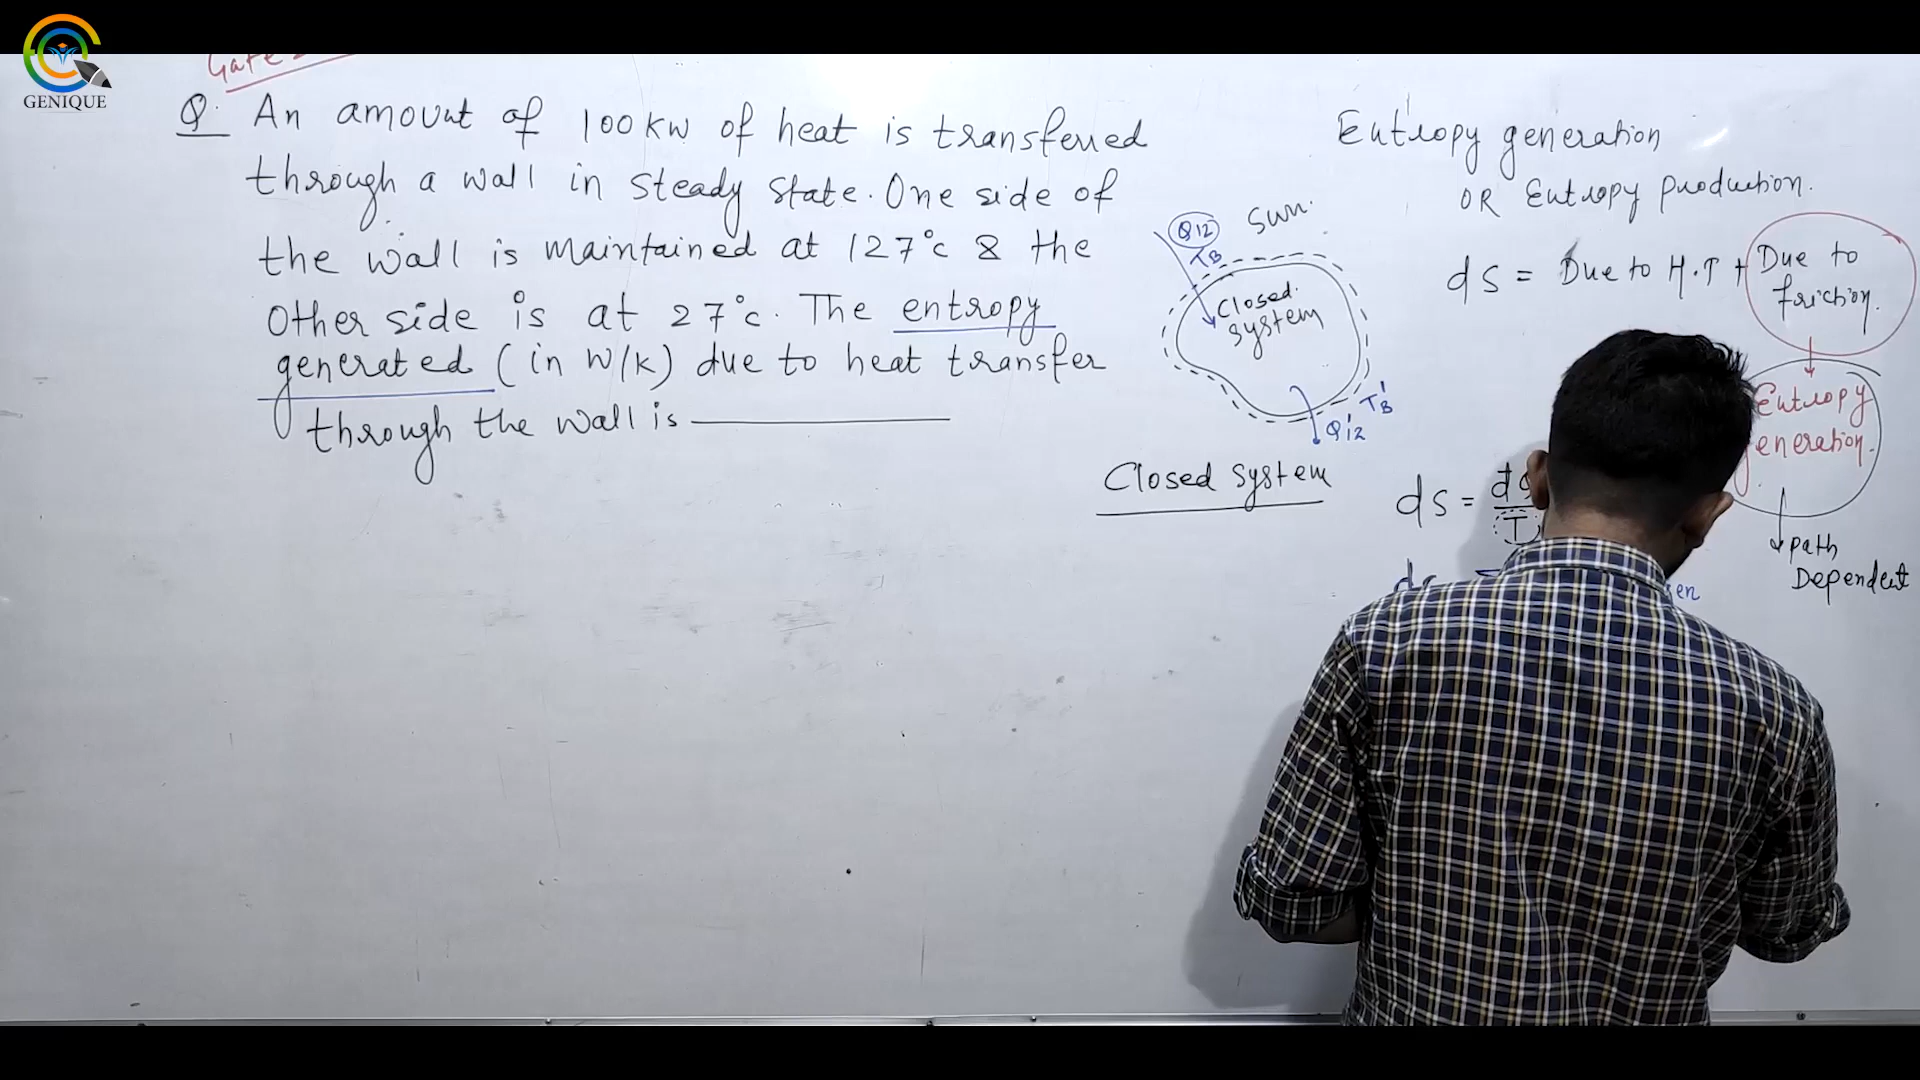 GENIQUE
Gate
Q. An amount of 100 kW of heat is transferred
through a wall in steady state. One side of
the wall is maintained at 127°c & the
other side is at 27°c. The entropy
generated (in W/K) due to heat transfer
through the wall is
Q12
TB
Surr.
Closed
system
T'B
Q'12
Closed system
Entropy generation
OR Entropy production.
ds = Due to H.T + Due to
friction.
Entropy
generation.
Path
Dependent
ds =
T
en